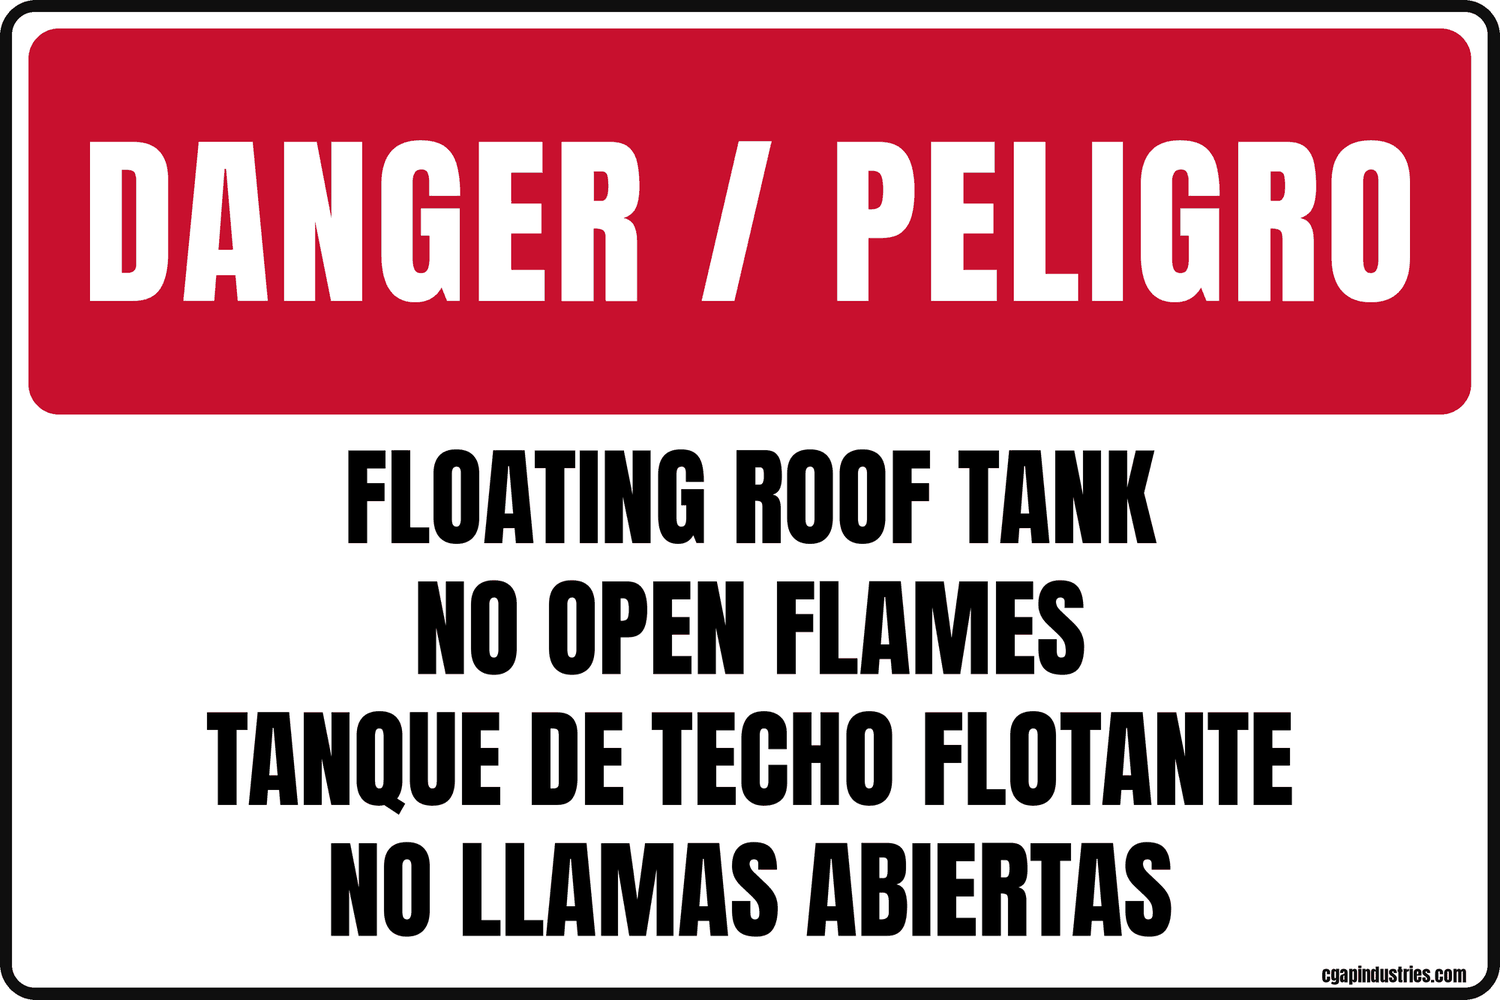 DANGER / PELIGRO
FLOATING ROOF TANK
NO OPEN FLAMES
TANQUE DE TECHO FLOTANTE
NO LLAMAS ABIERTAS
cgapindustries.com